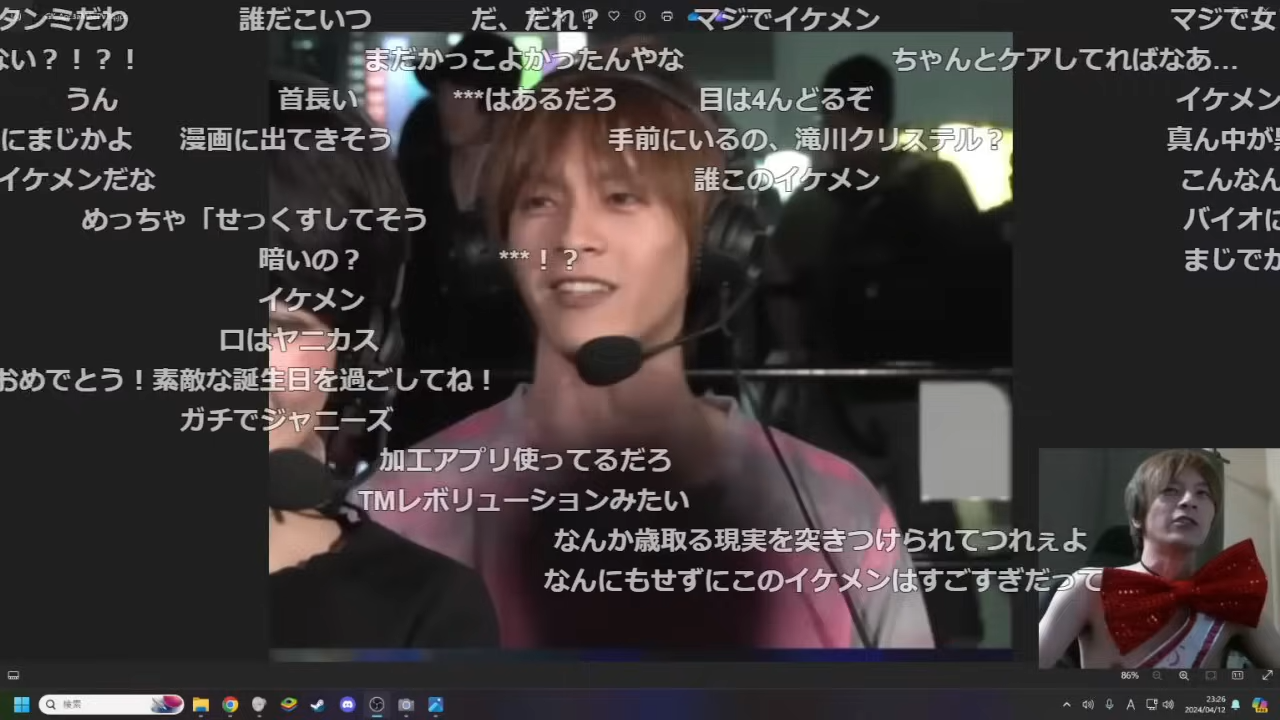 タンミだわ
誰だこいつ
だ、だれ？
マジでイケメン
マジで女
ない？！？！
まだかっこよかったんやな
ちゃんとケアしてればなあ…
うん
首長い
***はあるだろ
目は4んどるぞ
イケメン
にまじかよ
漫画に出てきそう
手前にいるの、滝川クリステル？
真ん中が
イケメンだな
誰このイケメン
こんなん
めっちゃ「せっくすしてそう
バイオに
暗いの？
***！？
まじでか
イケメン
口はヤニカス
おめでとう！素敵な誕生日を過ごしてね！
ガチでジャニーズ
加工アプリ使ってるだろ
TMレボリューションみたい
なんか歳取る現実を突きつけられてつれぇよ
なんにもせずにこのイケメンはすごすぎだって
86%
検索
A
23:26
2024/04/12